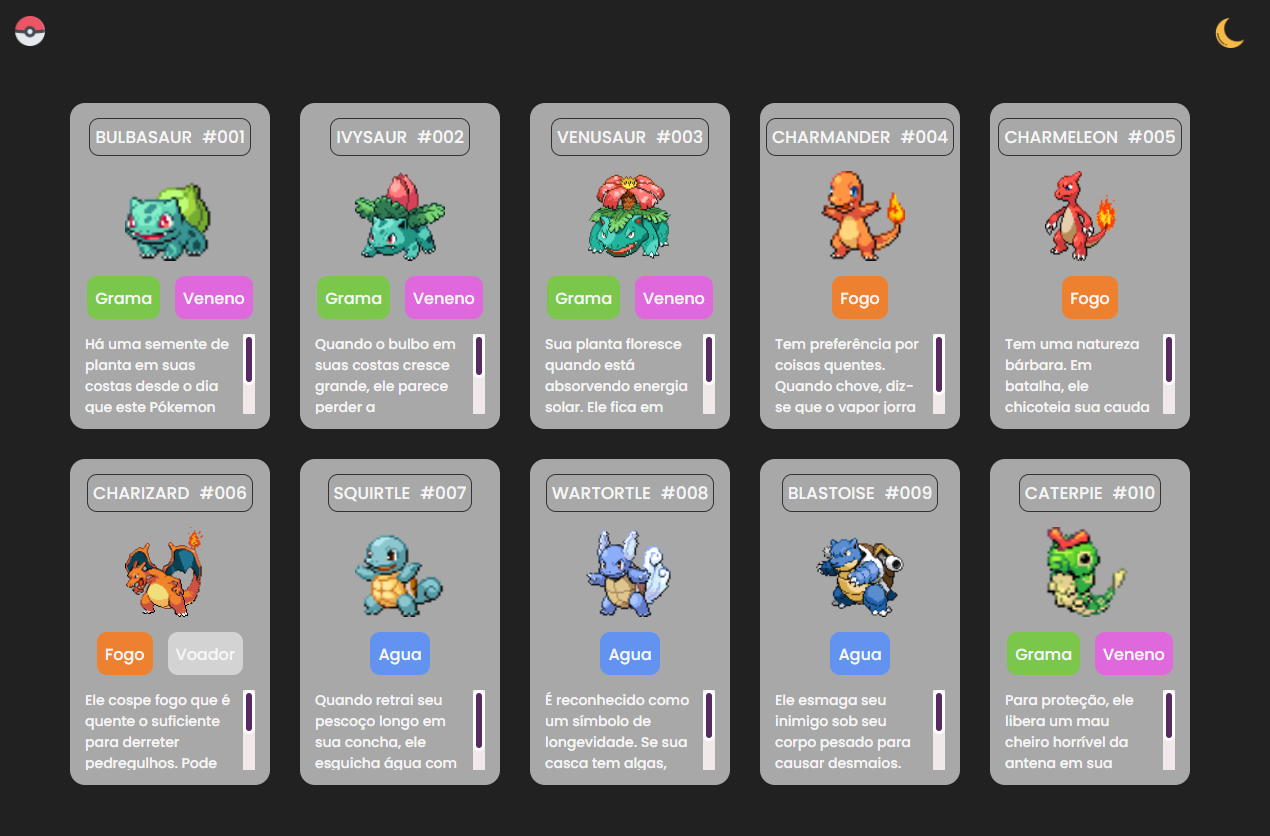 BULBASAUR #001
Grama Veneno
Há uma semente de
planta em suas
costas desde o dia
que este Pókemon
IVYSAUR #002
Grama Veneno
Quando o bulbo em
suas costas cresce
grande, ele parece
perder a
VENUSAUR #003
Grama Veneno
Sua planta floresce
quando está
absorvendo energia
solar. Ele fica em
CHARMANDER #004
Fogo
Tem preferência por
coisas quentes.
Quando chove, diz-
se que o vapor jorra
CHARMELEON #005
Fogo
Tem uma natureza
bárbara. Em
batalha, ele
chicoteia sua cauda
CHARIZARD #006
Fogo Voador
Ele cospe fogo que é
quente o suficiente
para derreter
pedregulhos. Pode
SQUIRTLE #007
Agua
Quando retrai seu
pescoço longo em
sua concha, ele
esguicha água com
WARTORTLE #008
Agua
É reconhecido como
um símbolo de
longevidade. Se sua
casca tem algas,
BLASTOISE #009
Agua
Ele esmaga seu
inimigo sob seu
corpo pesado para
causar desmaios.
CATERPIE #010
Grama Veneno
Para proteção, ele
libera um mau
cheiro horrível da
antena em sua